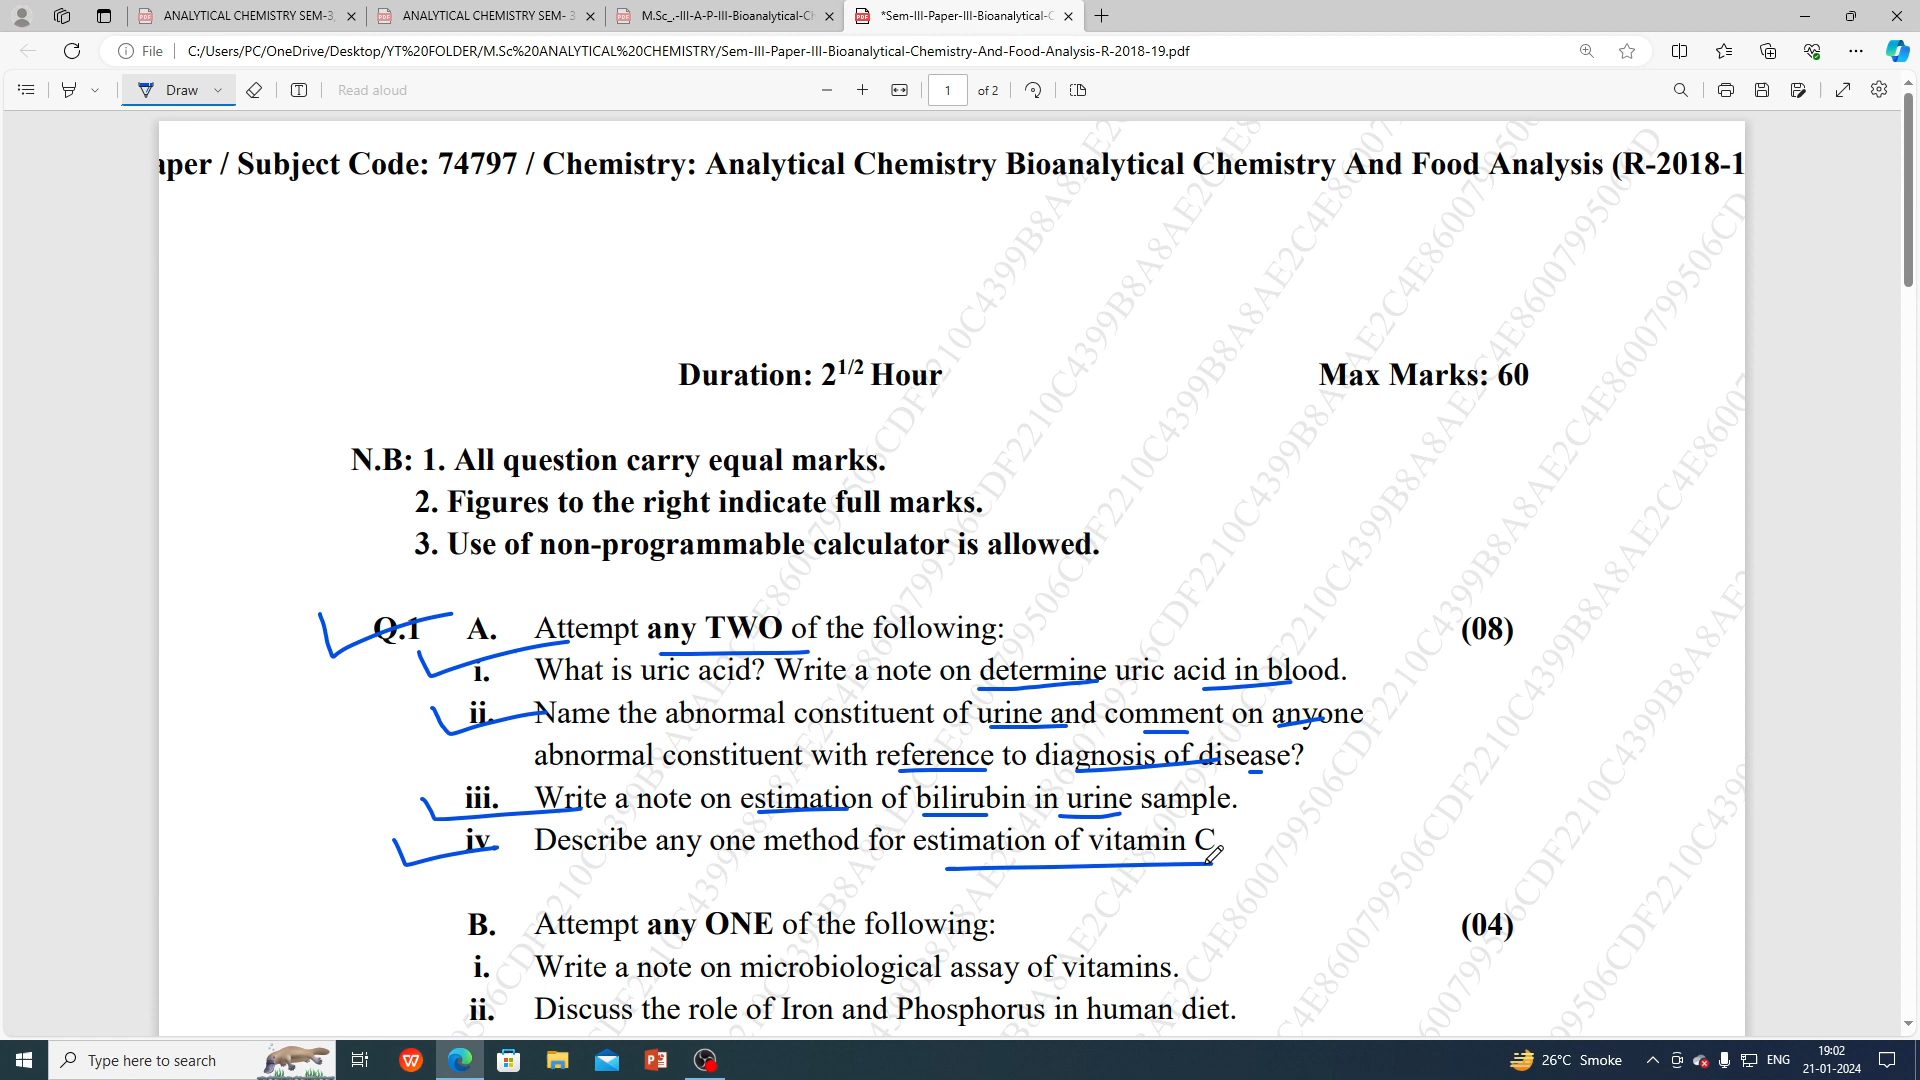 ANALYTICAL CHEMISTRY SEM-3,
ANALYTICAL CHEMISTRY SEM- 3
M.Sc_.-III-A-P-III-Bioanalytical-Ch
*Sem-III-Paper-III-Bioanalytical-C
File
C:/Users/PC/OneDrive/Desktop/YT%20FOLDER/M.Sc%20ANALYTICAL%20CHEMISTRY/Sem-III-Paper-III-Bioanalytical-Chemistry-And-Food-Analysis-R-2018-19.pdf
Draw
Read aloud
1 of 2
aper / Subject Code: 74797 / Chemistry: Analytical Chemistry Bioanalytical Chemistry And Food Analysis (R-2018-1
Duration: 2 1/2 Hour Max Marks: 60
N.B: 1. All question carry equal marks.
2. Figures to the right indicate full marks.
3. Use of non-programmable calculator is allowed.
Q.1 A. Attempt any TWO of the following: (08)
i. What is uric acid? Write a note on determine uric acid in blood.
ii. Name the abnormal constituent of urine and comment on anyone
abnormal constituent with reference to diagnosis of disease?
iii. Write a note on estimation of bilirubin in urine sample.
iv. Describe any one method for estimation of vitamin C
B. Attempt any ONE of the following: (04)
i. Write a note on microbiological assay of vitamins.
ii. Discuss the role of Iron and Phosphorus in human diet.
Type here to search
26°C Smoke
ENG
19:02
21-01-2024